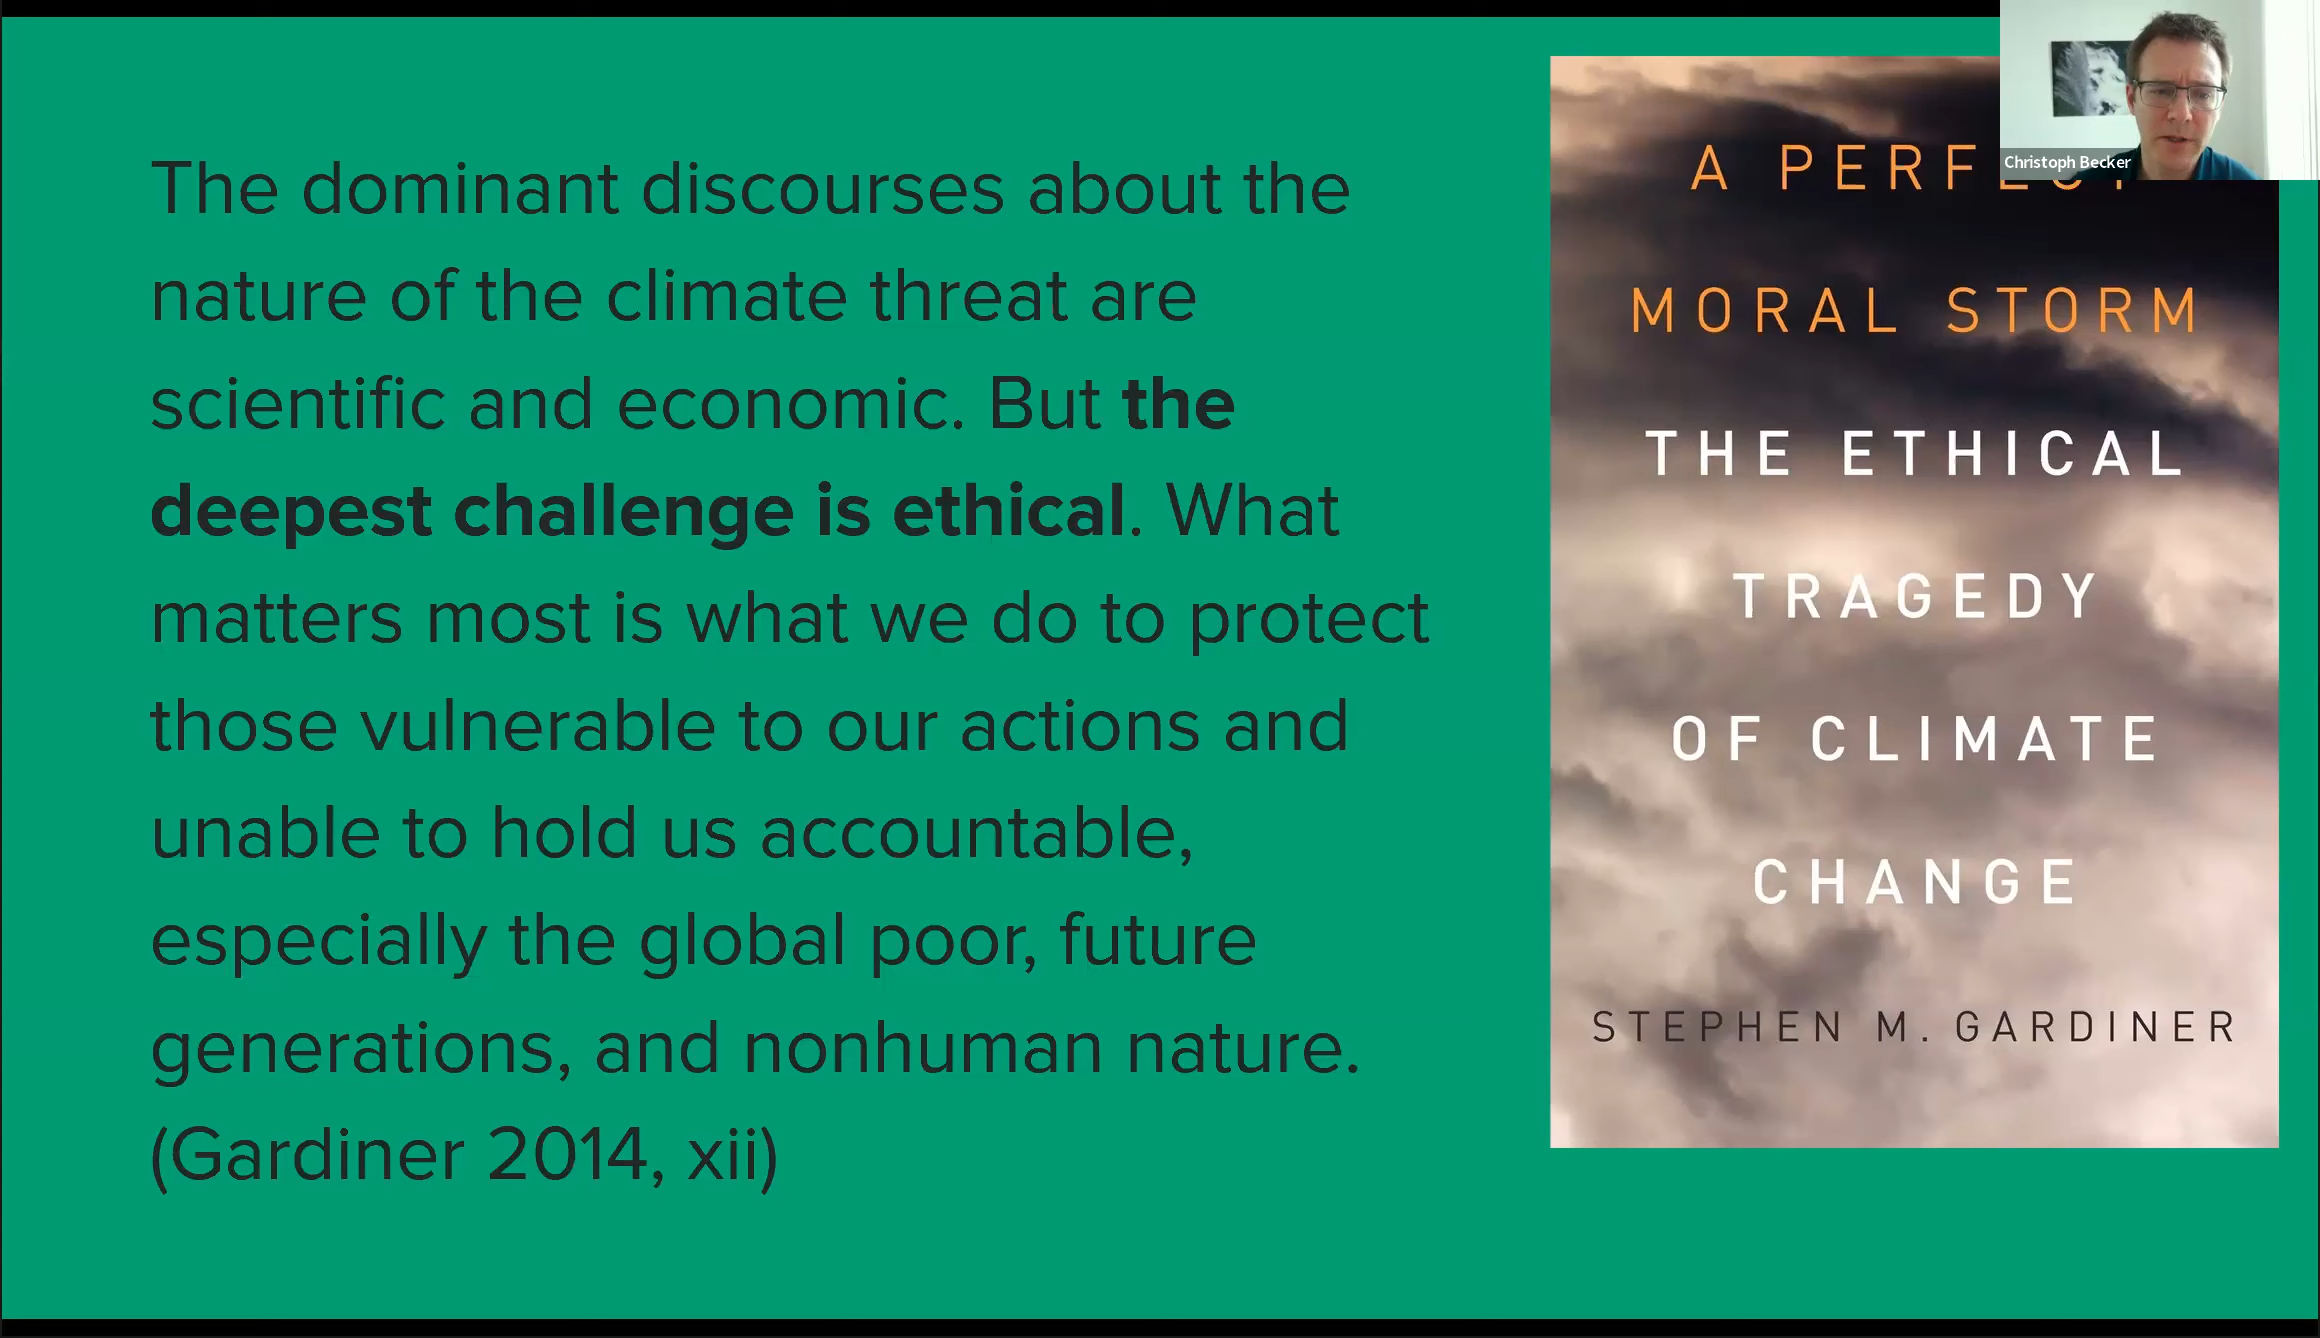 The dominant discourses about the
nature of the climate threat are
scientific and economic. But the
deepest challenge is ethical. What
matters most is what we do to protect
those vulnerable to our actions and
unable to hold us accountable,
especially the global poor, future
generations, and nonhuman nature.
(Gardiner 2014, xii)
A PERFECT
MORAL STORM
THE ETHICAL
TRAGEDY
OF CLIMATE
CHANGE
STEPHEN M. GARDINER
Christoph Becker